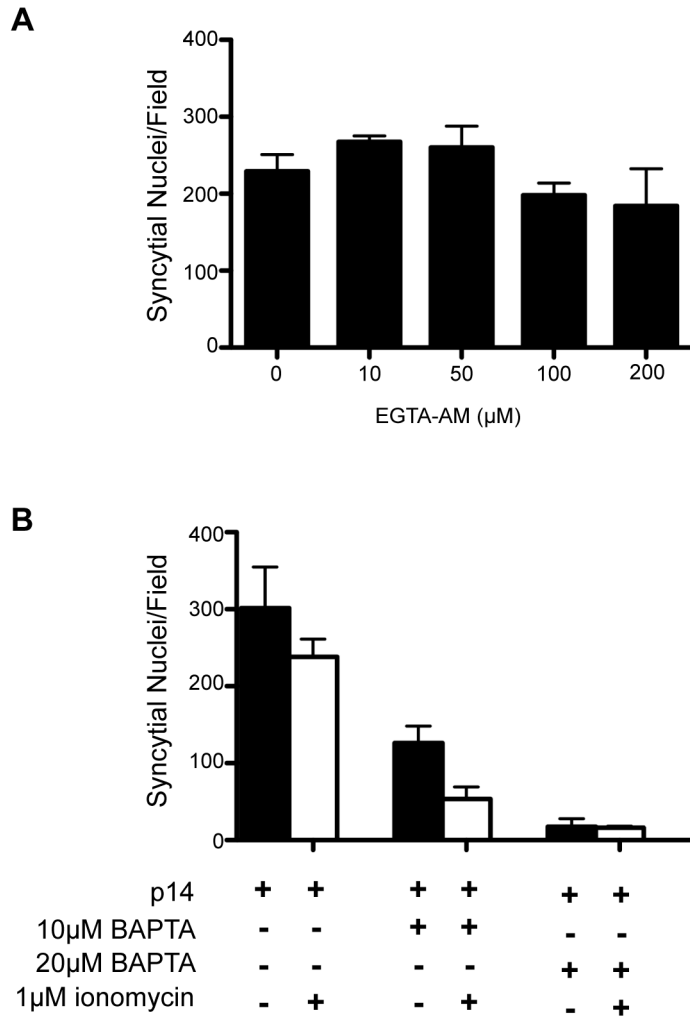 A
Syncytial Nuclei/Field
400
300
200
100
0
0 10 50 100 200
EGTA-AM (µM)
B
Syncytial Nuclei/Field
400
300
200
100
0
p14 + + + + + +
10µM BAPTA - - + + - -
20µM BAPTA - - - - + +
1µM ionomycin - + - + - +